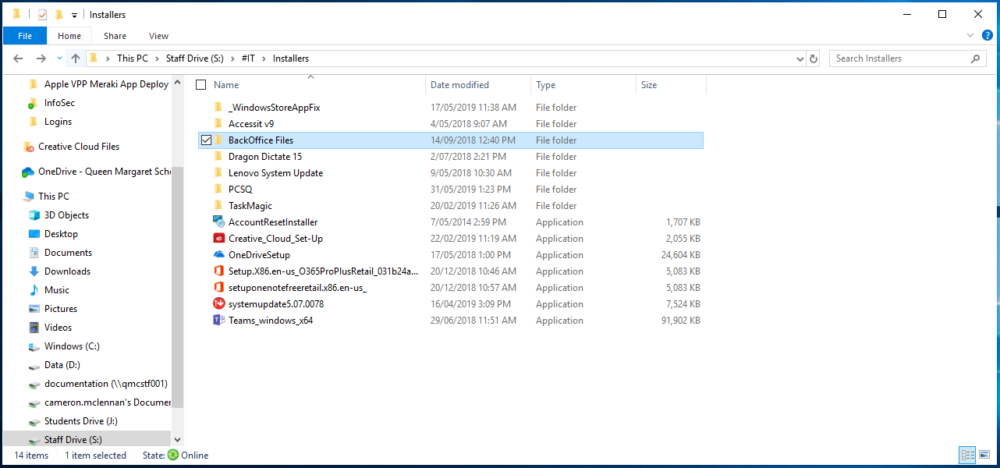 Installers
File Home Share View
This PC Staff Drive (S:) #IT Installers Search Installers
Apple VPP Meraki App Deploy
InfoSec
Logins
Creative Cloud Files
OneDrive - Queen Margaret Sch
This PC
3D Objects
Desktop
Documents
Downloads
Music
Pictures
Videos
Windows (C:)
Data (D:)
documentation (\\qmcstf001)
cameron.mclennan's Documen
Students Drive (J:)
Staff Drive (S:)
Name Date modified Type Size
_WindowsStoreAppFix 17/05/2019 11:38 AM File folder
Accessit v9 4/05/2018 9:07 AM File folder
BackOffice Files 14/09/2018 12:40 PM File folder
Dragon Dictate 15 2/07/2018 2:21 PM File folder
Lenovo System Update 9/05/2018 10:30 AM File folder
PCSQ 31/05/2019 1:23 PM File folder
TaskMagic 20/02/2019 11:26 AM File folder
AccountResetInstaller 7/05/2014 2:59 PM Application 1,707 KB
Creative_Cloud_Set-Up 22/02/2019 11:19 AM Application 2,055 KB
OneDriveSetup 17/05/2018 1:00 PM Application 24,604 KB
Setup.X86.en-us_O365ProPlusRetail_031b24a... 20/12/2018 10:46 AM Application 5,083 KB
setuponenotefreeretail.x86.en-us_ 20/12/2018 10:57 AM Application 5,083 KB
systemupdate5.07.0078 16/04/2019 3:09 PM Application 7,524 KB
Teams_windows_x64 29/06/2018 11:51 AM Application 91,902 KB
14 items 1 item selected State: Online